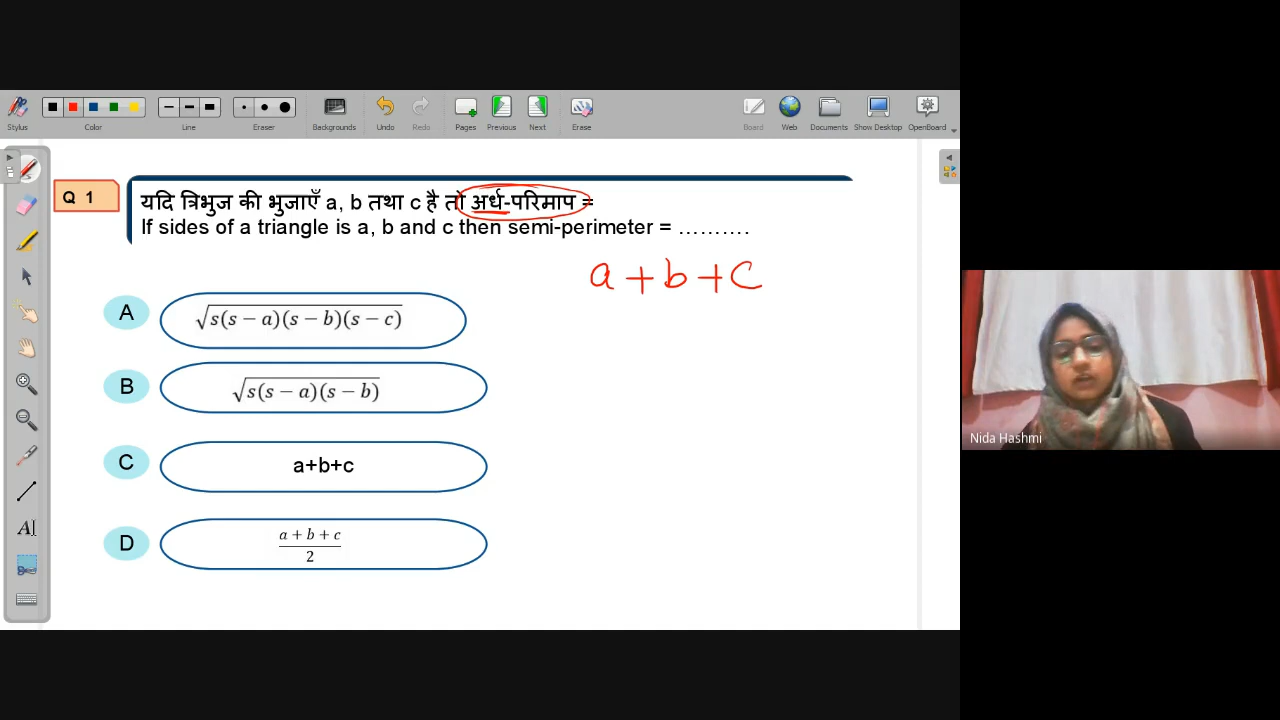 Stylus Color Line Eraser Backgrounds Undo Redo Pages Previous Next Erase Board Web Documents Show Desktop OpenBoard
Q 1
यदि त्रिभुज की भुजाएँ a, b तथा c है तो अर्ध-परिमाप =
If sides of a triangle is a, b and c then semi-perimeter = ……….
a + b + c
A
√s(s − a)(s − b)(s − c)
B
√s(s − a)(s − b)
C
a+b+c
D
a + b + c
2
A
Nida Hashmi